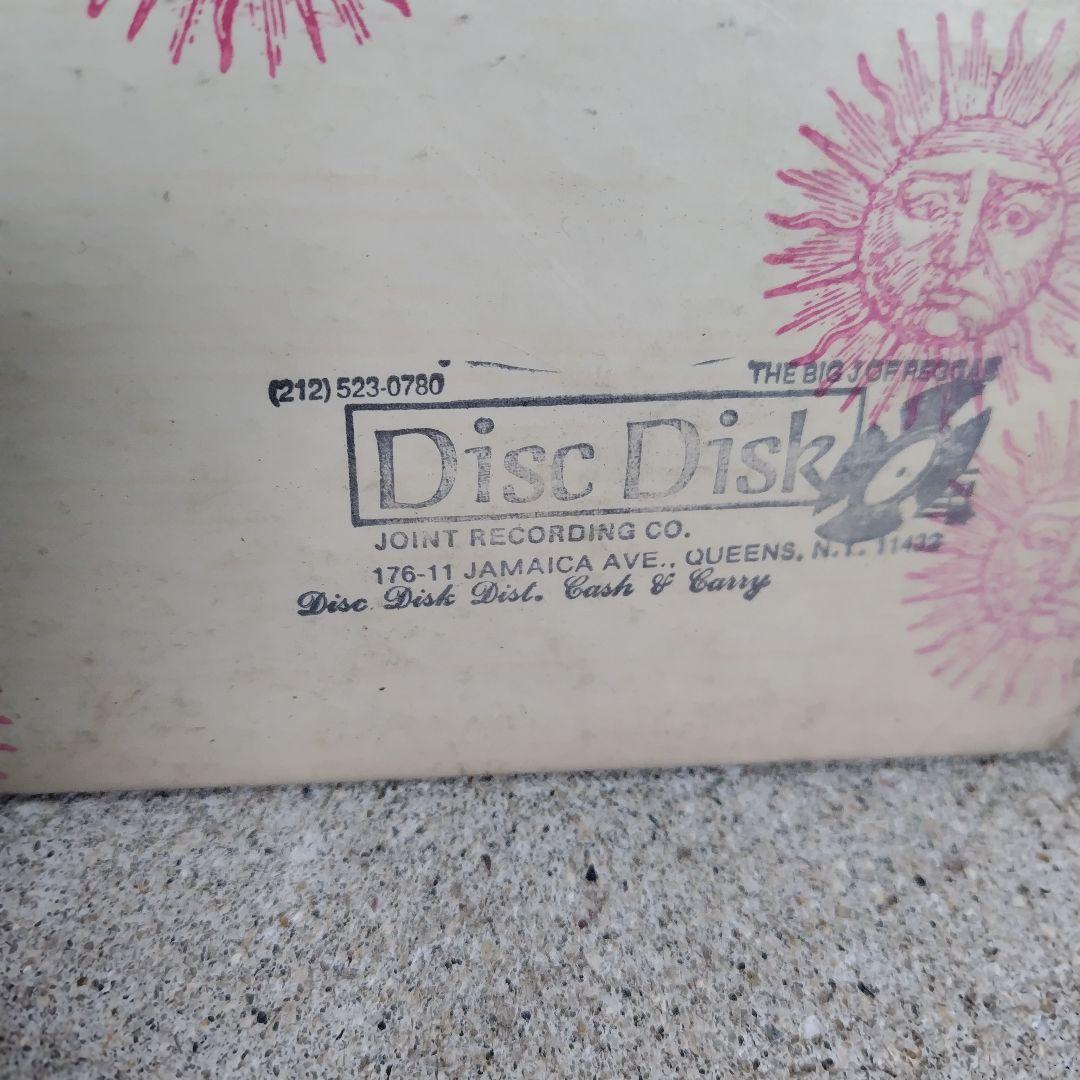 (212) 523-0780
THE BIG J OF REGGAE
Disc Disk
JOINT RECORDING CO.
176-11 JAMAICA AVE., QUEENS, N.Y. 11432
Disc Disk Dist. Cash & Carry